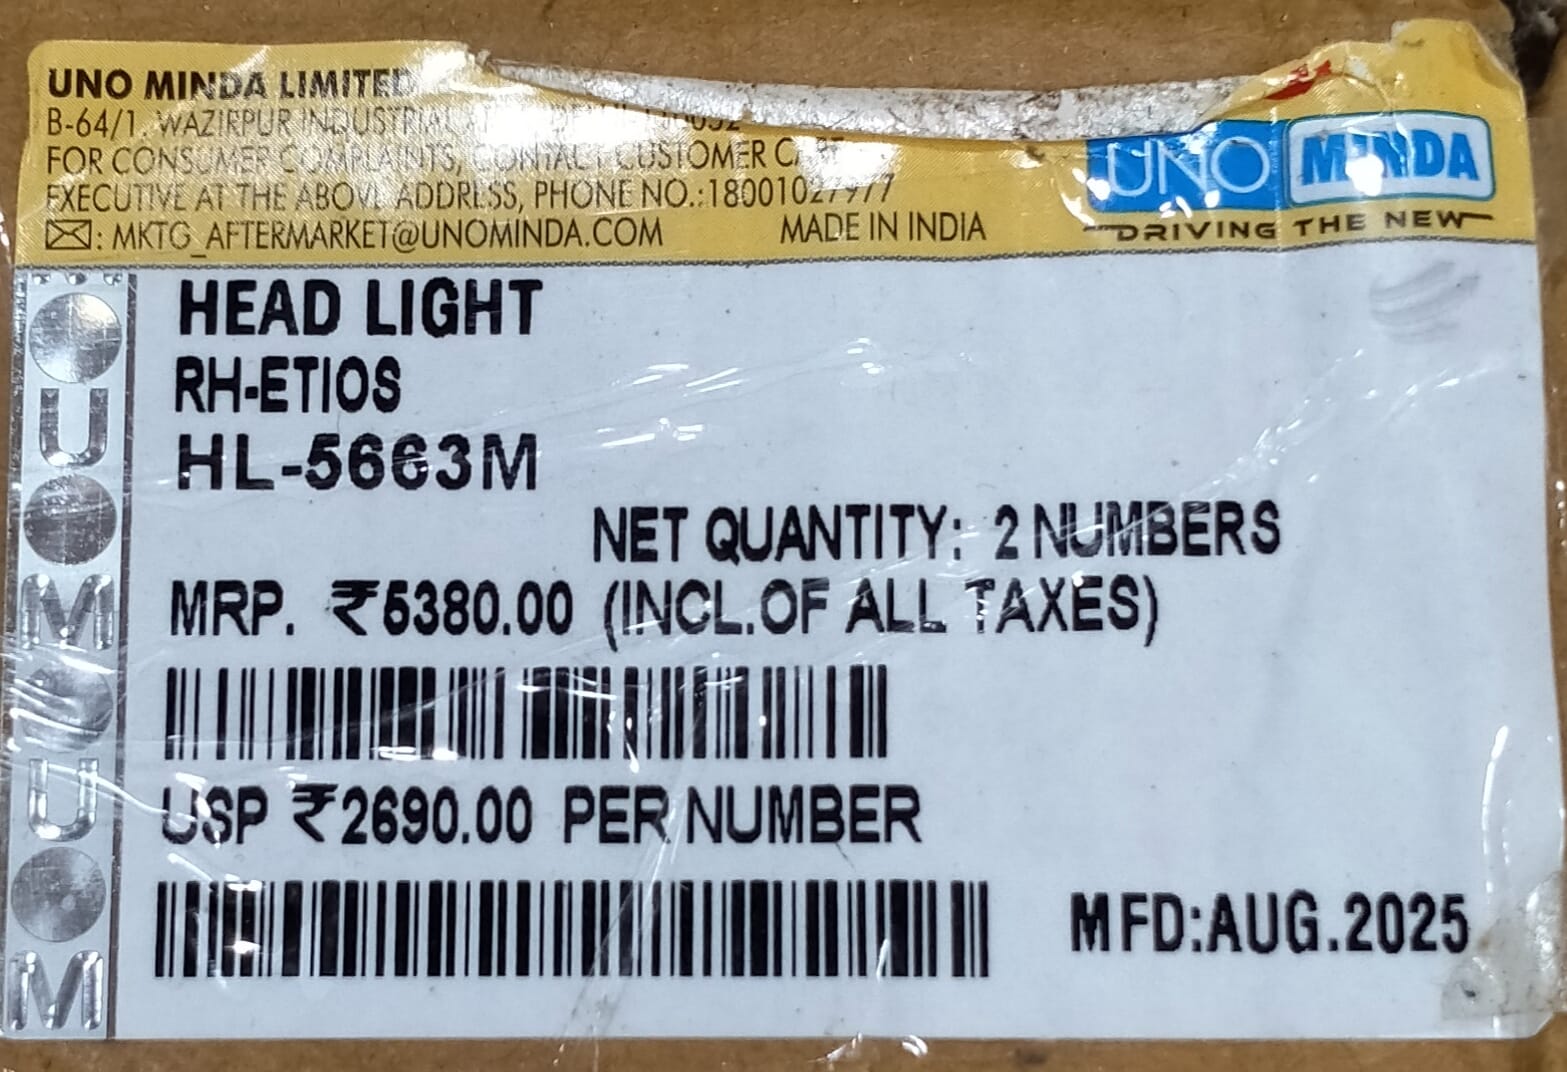 UNO MINDA LIMITED
B-64/1, WAZIRPUR INDUSTRIAL
FOR CONSUMER COMPLAINTS, CONTACT CUSTOMER CARE
EXECUTIVE AT THE ABOVE ADDRESS, PHONE NO.:18001027977
: MKTG_AFTERMARKET@UNOMINDA.COM MADE IN INDIA
UNO MINDA
DRIVING THE NEW
HEAD LIGHT
RH-ETIOS
HL-5663M
NET QUANTITY: 2 NUMBERS
MRP. ₹5380.00 (INCL.OF ALL TAXES)
USP ₹2690.00 PER NUMBER
MFD:AUG.2025
U
M
U
M